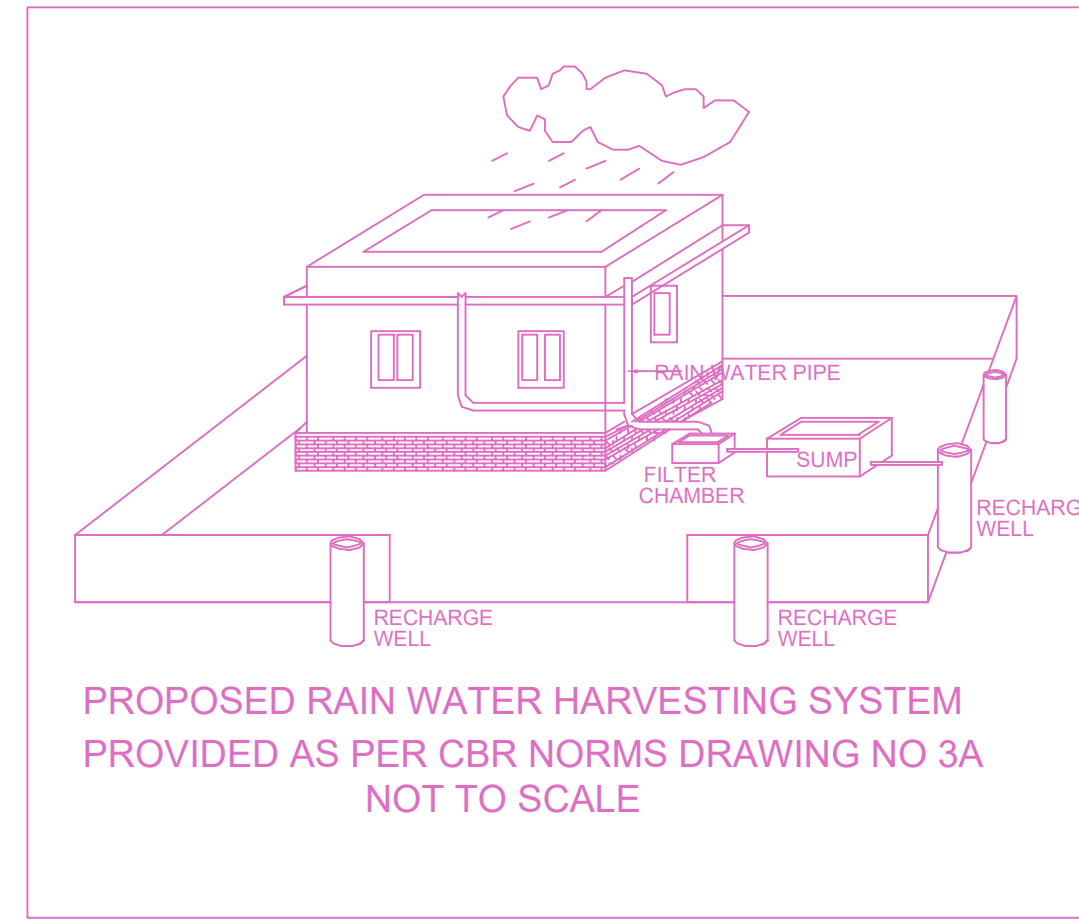 RAIN WATER PIPE
SUMP
FILTER
CHAMBER
RECHARG
WELL
RECHARGE
WELL
RECHARGE
WELL
PROPOSED RAIN WATER HARVESTING SYSTEM
PROVIDED AS PER CBR NORMS DRAWING NO 3A
NOT TO SCALE